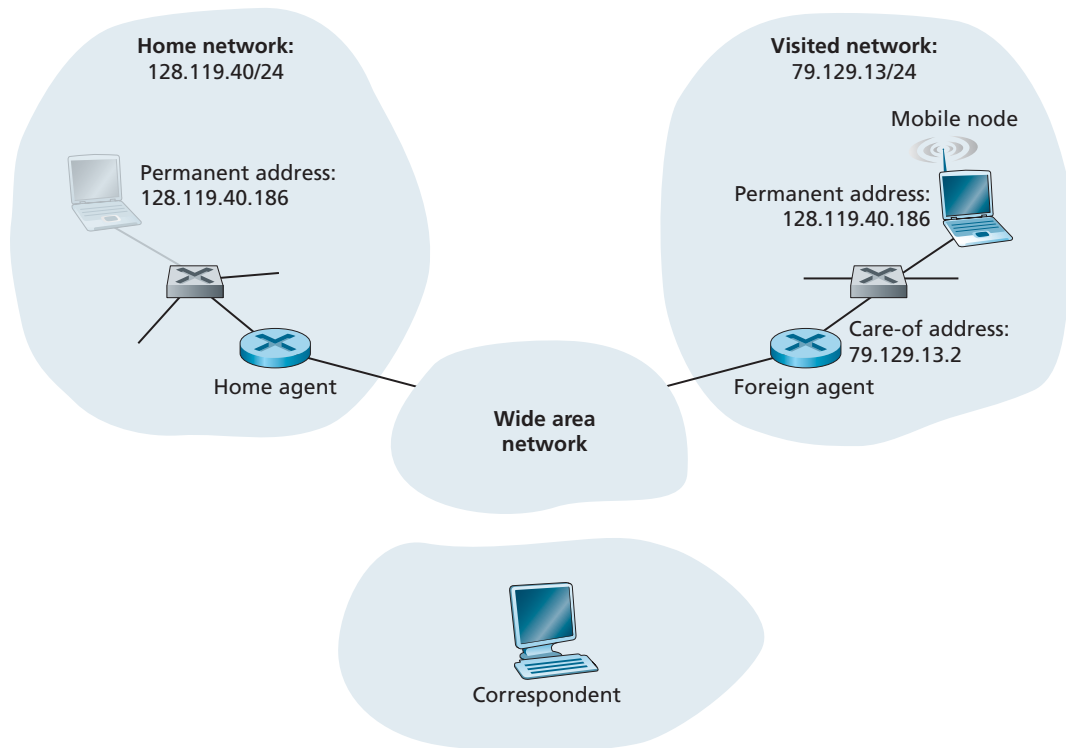 Home network:
128.119.40/24
Visited network:
79.129.13/24
Mobile node
Permanent address:
128.119.40.186
Permanent address:
128.119.40.186
Care-of address:
79.129.13.2
Home agent
Foreign agent
Wide area
network
Correspondent